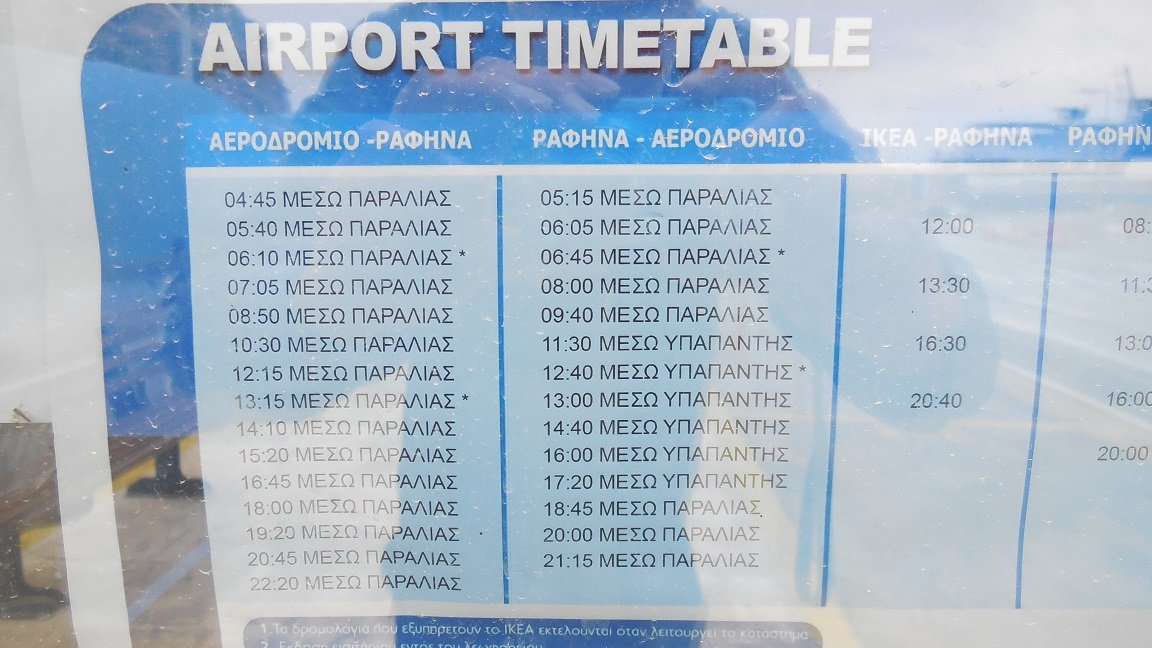 AIRPORT TIMETABLE
ΑΕΡΟΔΡΟΜΙΟ -ΡΑΦΗΝΑ ΡΑΦΗΝΑ - ΑΕΡΟΔΡΟΜΙΟ ΙΚΕΑ -ΡΑΦΗΝΑ
04:45 ΜΕΣΩ ΠΑΡΑΛΙΑΣ 05:15 ΜΕΣΩ ΠΑΡΑΛΙΑΣ
05:40 ΜΕΣΩ ΠΑΡΑΛΙΑΣ 06:05 ΜΕΣΩ ΠΑΡΑΛΙΑΣ 12:00
06:10 ΜΕΣΩ ΠΑΡΑΛΙΑΣ * 06:45 ΜΕΣΩ ΠΑΡΑΛΙΑΣ *
07:05 ΜΕΣΩ ΠΑΡΑΛΙΑΣ 08:00 ΜΕΣΩ ΠΑΡΑΛΙΑΣ 13:30
08:50 ΜΕΣΩ ΠΑΡΑΛΙΑΣ 09:40 ΜΕΣΩ ΠΑΡΑΛΙΑΣ
10:30 ΜΕΣΩ ΠΑΡΑΛΙΑΣ 11:30 ΜΕΣΩ ΥΠΑΠΑΝΤΗΣ 16:30
12:15 ΜΕΣΩ ΠΑΡΑΛΙΑΣ 12:40 ΜΕΣΩ ΥΠΑΠΑΝΤΗΣ *
13:15 ΜΕΣΩ ΠΑΡΑΛΙΑΣ * 13:00 ΜΕΣΩ ΥΠΑΠΑΝΤΗΣ 20:40 16:00
14:10 ΜΕΣΩ ΠΑΡΑΛΙΑΣ 14:40 ΜΕΣΩ ΥΠΑΠΑΝΤΗΣ
15:20 ΜΕΣΩ ΠΑΡΑΛΙΑΣ 16:00 ΜΕΣΩ ΥΠΑΠΑΝΤΗΣ 20:00
16:45 ΜΕΣΩ ΠΑΡΑΛΙΑΣ 17:20 ΜΕΣΩ ΥΠΑΠΑΝΤΗΣ
18:00 ΜΕΣΩ ΠΑΡΑΛΙΑΣ 18:45 ΜΕΣΩ ΠΑΡΑΛΙΑΣ
19:20 ΜΕΣΩ ΠΑΡΑΛΙΑΣ 20:00 ΜΕΣΩ ΠΑΡΑΛΙΑΣ
20:45 ΜΕΣΩ ΠΑΡΑΛΙΑΣ 21:15 ΜΕΣΩ ΠΑΡΑΛΙΑΣ
22:20 ΜΕΣΩ ΠΑΡΑΛΙΑΣ
1.Τα δρομολόγια που εξυπηρετούν το ΙΚΕΑ εκτελούνται όταν λειτουργεί το κατάστημα